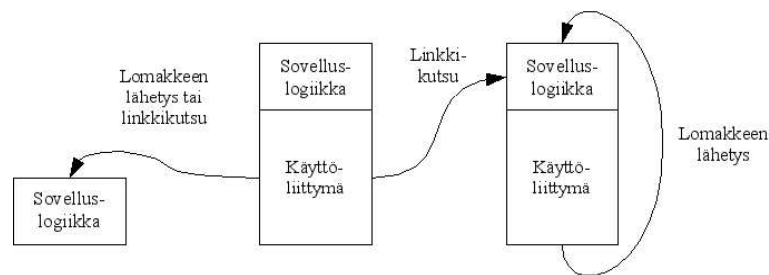 Lomakkeen
lähetys tai
linkkikutsu
Sovellus-
logiikka
Sovellus-
logiikka
Käyttö-
liittymä
Linkki-
kutsu
Sovellus-
logiikka
Käyttö-
liittymä
Lomakkeen
lähetys